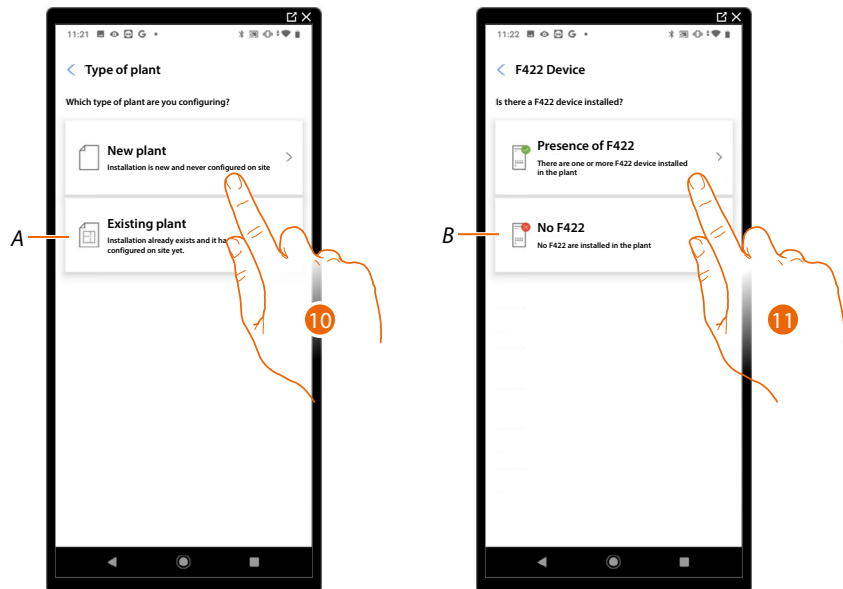 11:21 G
Type of plant
Which type of plant are you configuring?
New plant
Installation is new and never configured on site
A
Existing plant
Installation already exists and it ha
configured on site yet.
10
11:22 G
F422 Device
Is there a F422 device installed?
Presence of F422
There are one or more F422 device installed
in the plant
B
No F422
No F422 are installed in the plant
11